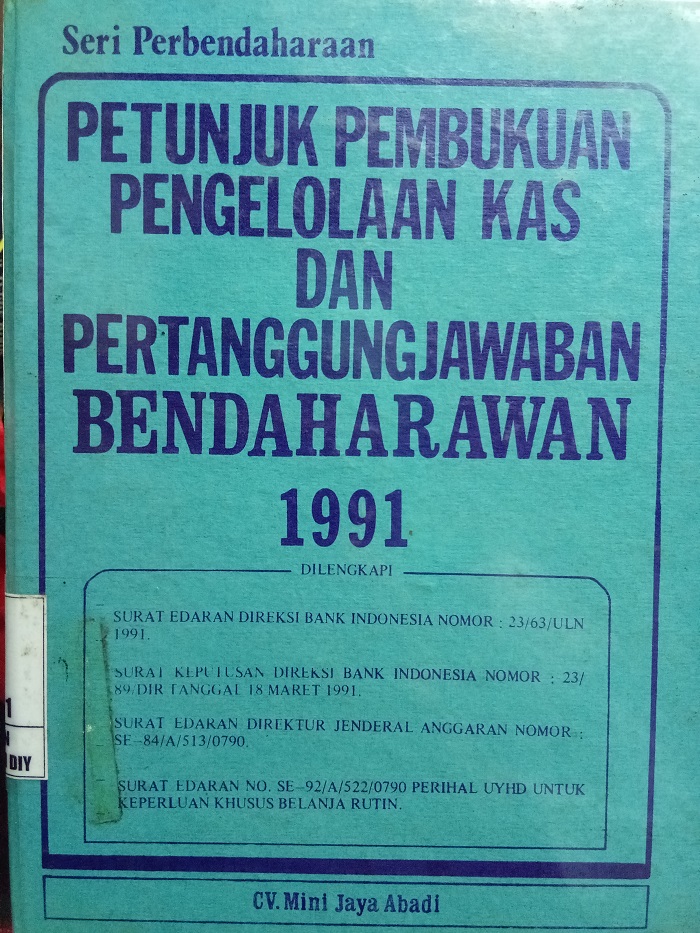 Seri Perbendaharaan
PETUNJUK PEMBUKUAN
PENGELOLAAN KAS
DAN
PERTANGGUNGJAWABAN
BENDAHARAWAN
1991
DILENGKAPI
SURAT EDARAN DIREKSI BANK INDONESIA NOMOR : 23/63/ULN
1991.
SURAT KEPUTUSAN DIREKSI BANK INDONESIA NOMOR : 23/
89/DIR TANGGAL 18 MARET 1991.
SURAT EDARAN DIREKTUR JENDERAL ANGGARAN NOMOR :
SE-84/A/513/0790.
SURAT EDARAN NO. SE-92/A/522/0790 PERIHAL UYHD UNTUK
KEPERLUAN KHUSUS BELANJA RUTIN.
DIY
CV. Mini Jaya Abadi